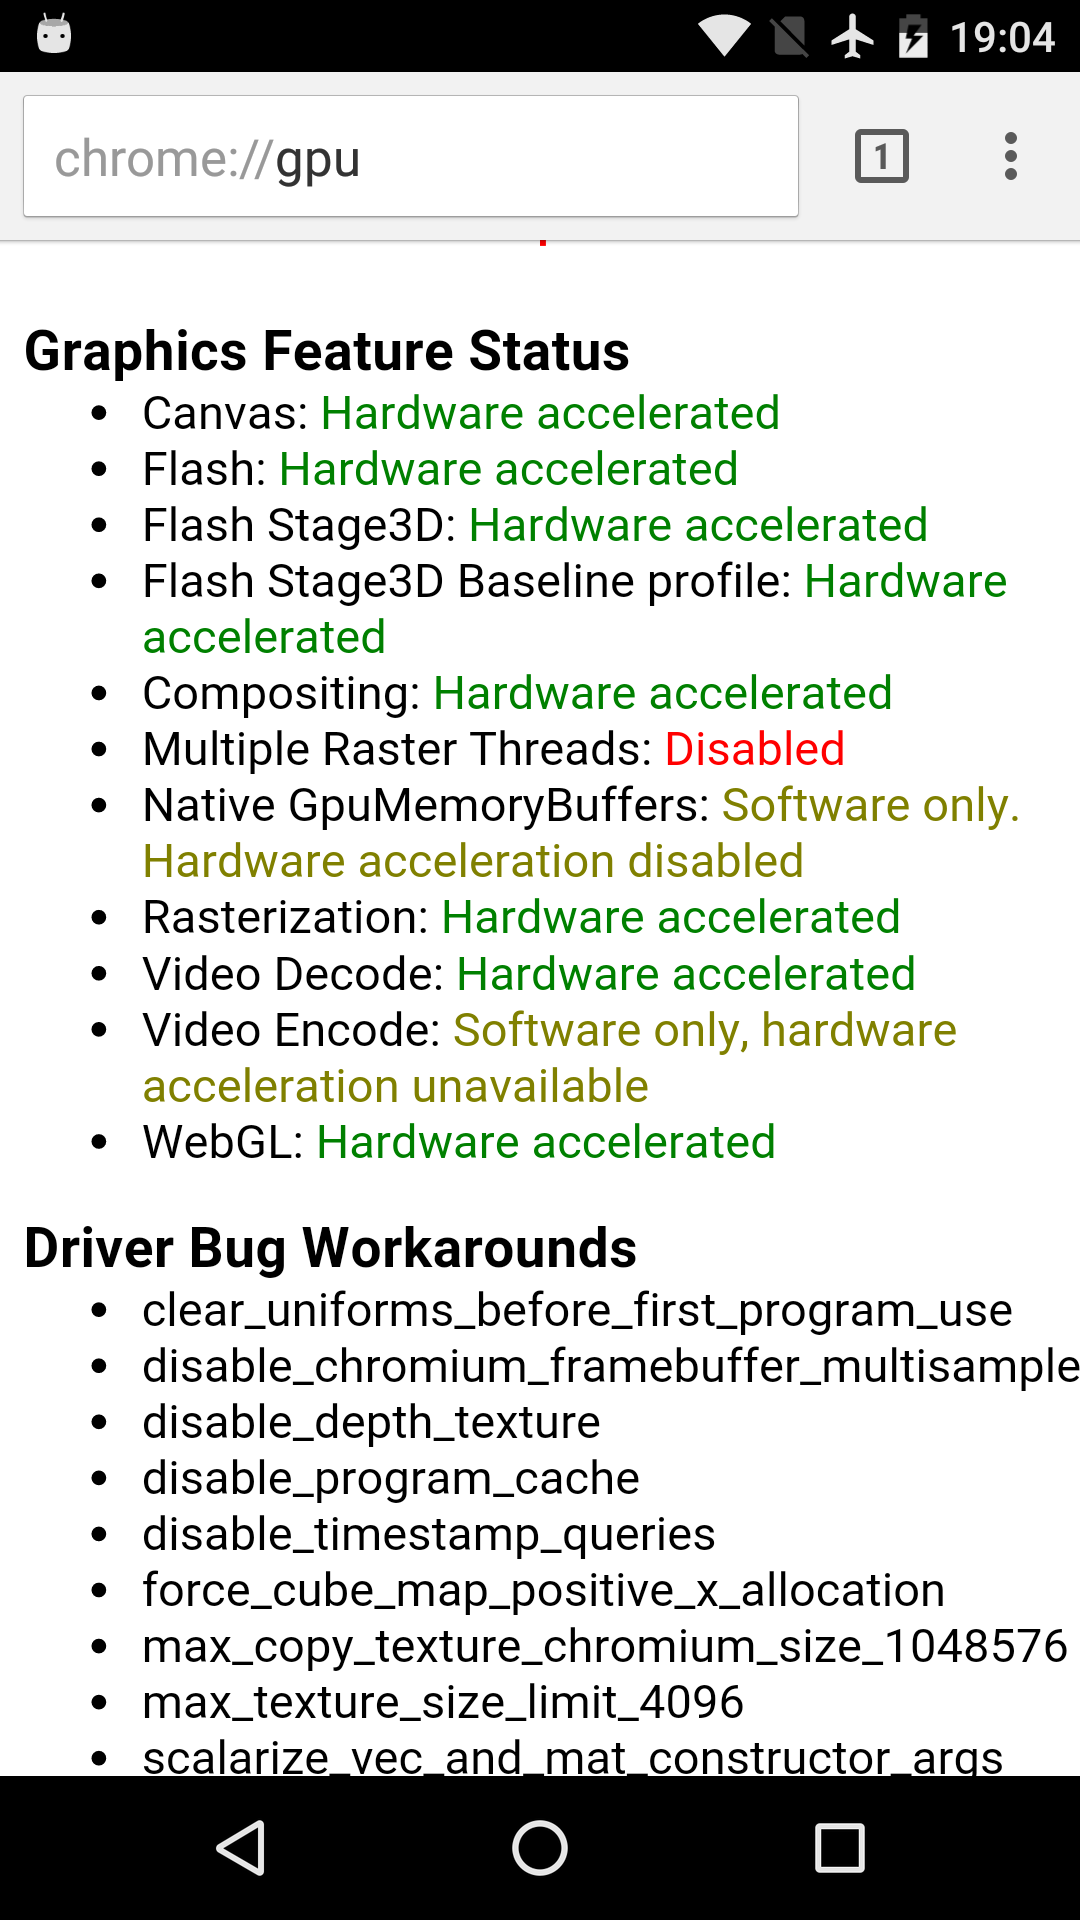 19:04
chrome://gpu
1
Graphics Feature Status
• Canvas: Hardware accelerated
• Flash: Hardware accelerated
• Flash Stage3D: Hardware accelerated
• Flash Stage3D Baseline profile: Hardware
accelerated
• Compositing: Hardware accelerated
• Multiple Raster Threads: Disabled
• Native GpuMemoryBuffers: Software only.
Hardware acceleration disabled
• Rasterization: Hardware accelerated
• Video Decode: Hardware accelerated
• Video Encode: Software only, hardware
acceleration unavailable
• WebGL: Hardware accelerated
Driver Bug Workarounds
• clear_uniforms_before_first_program_use
• disable_chromium_framebuffer_multisample
• disable_depth_texture
• disable_program_cache
• disable_timestamp_queries
• force_cube_map_positive_x_allocation
• max_copy_texture_chromium_size_1048576
• max_texture_size_limit_4096
• scalarize_vec_and_mat_constructor_args